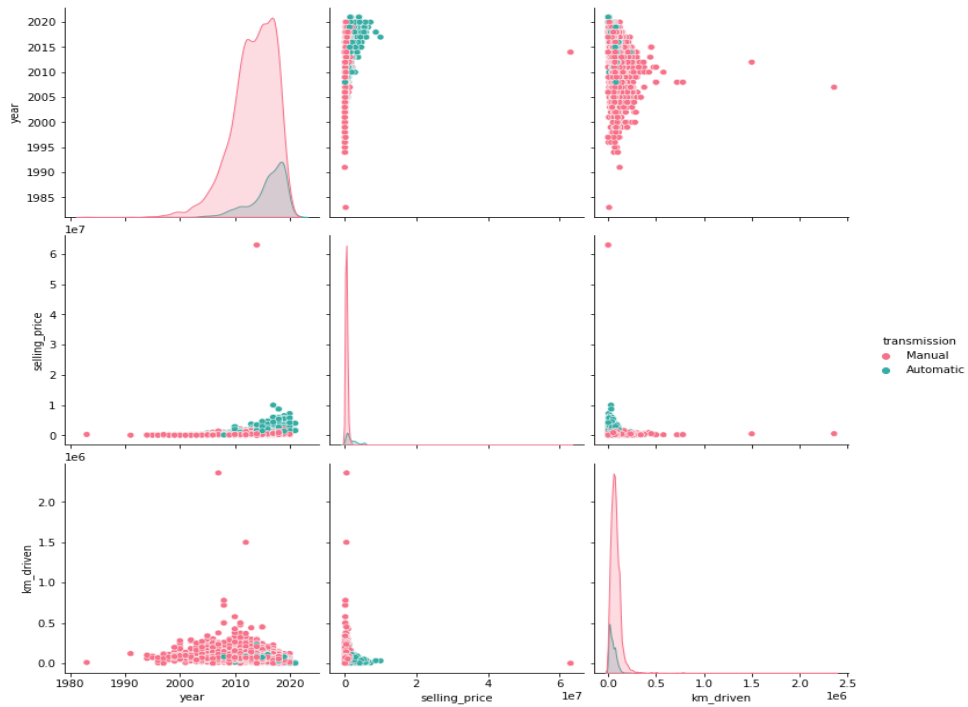 2020
2015
2010
2005
2000
1995
1990
1985
year
1e7
6
5
4
3
2
1
0
selling_price
transmission
Manual
Automatic
1e6
2.0
1.5
1.0
0.5
0.0
km_driven
1980 1990 2000 2010 2020
year
0 2 4 6
1e7
selling_price
0.0 0.5 1.0 1.5 2.0 2.5
1e6
km_driven